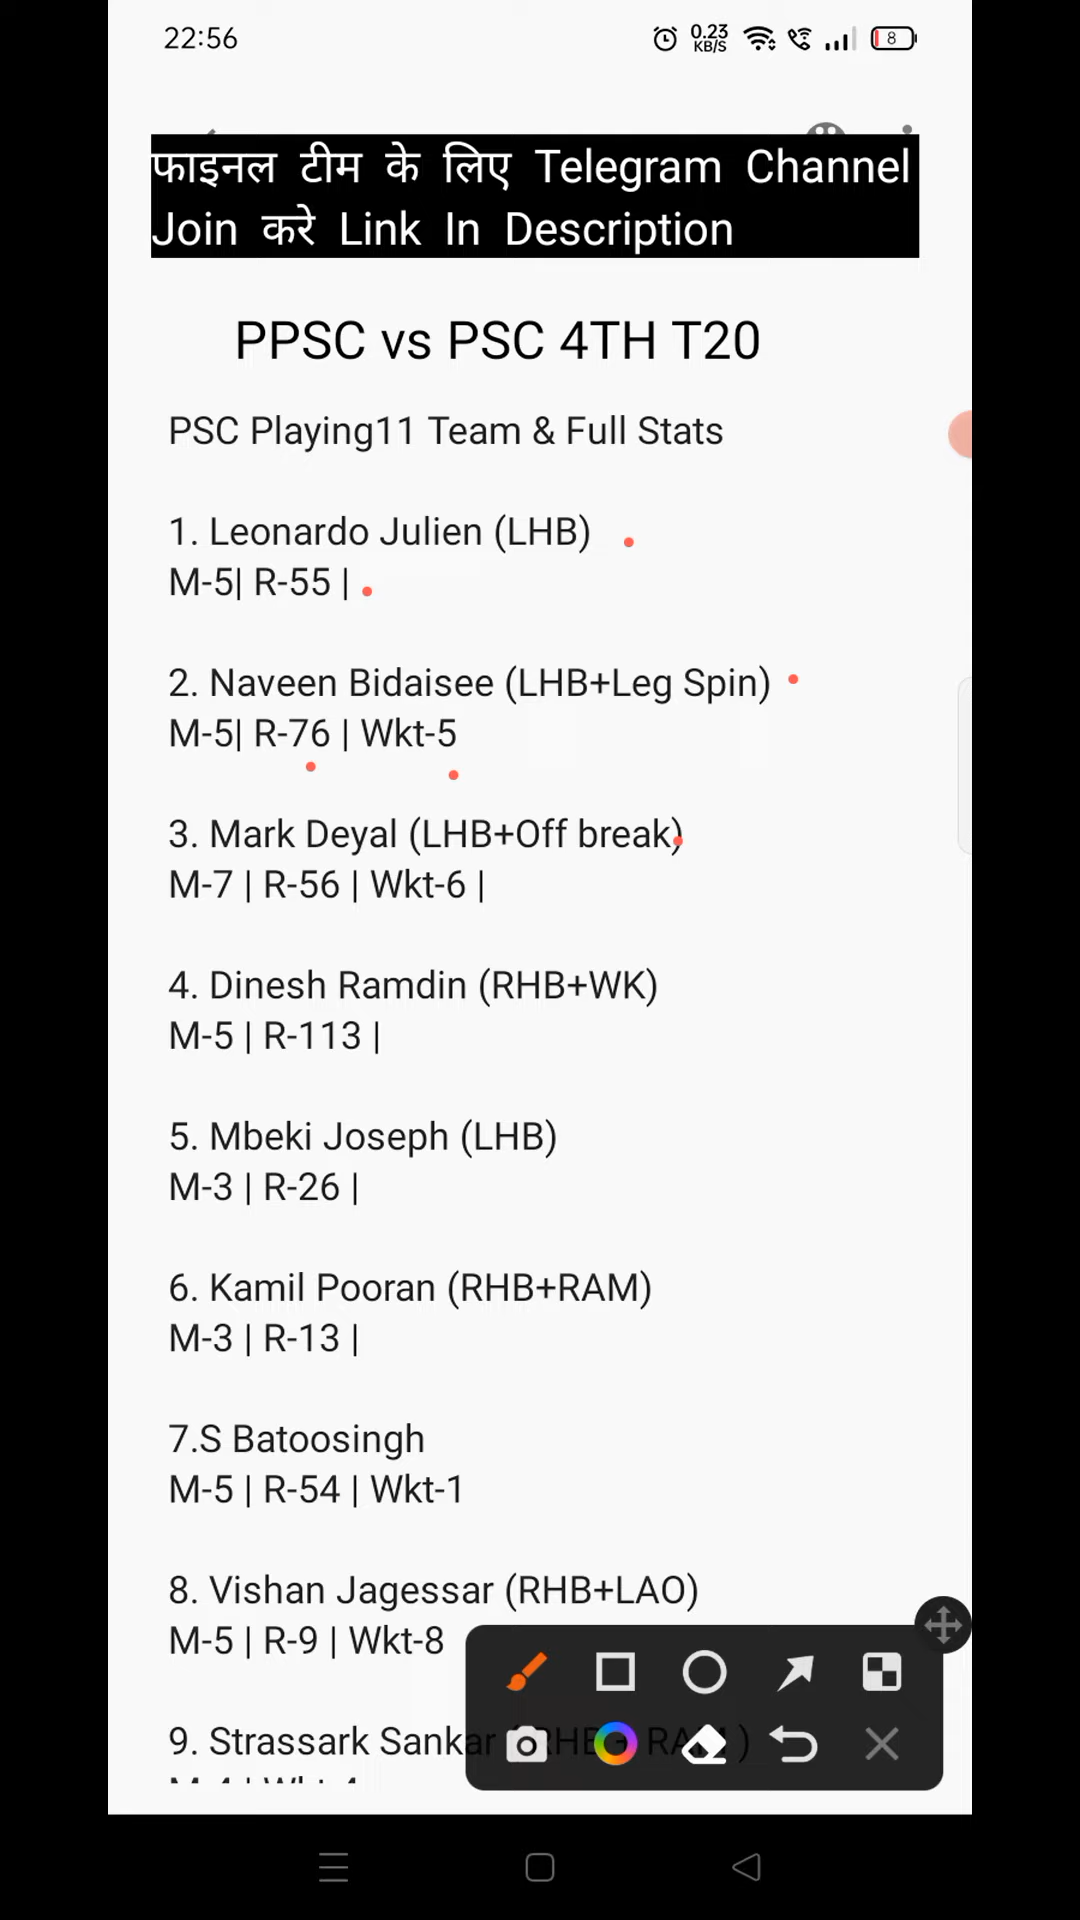 22:56
0.23
KB/S
8
फाइनल टीम के लिए Telegram Channel
Join करे Link In Description
PPSC vs PSC 4TH T20
PSC Playing11 Team & Full Stats
1. Leonardo Julien (LHB)
M-5| R-55 |
2. Naveen Bidaisee (LHB+Leg Spin)
M-5| R-76 | Wkt-5
3. Mark Deyal (LHB+Off break)
M-7 | R-56 | Wkt-6 |
4. Dinesh Ramdin (RHB+WK)
M-5 | R-113 |
5. Mbeki Joseph (LHB)
M-3 | R-26 |
6. Kamil Pooran (RHB+RAM)
M-3 | R-13 |
7.S Batoosingh
M-5 | R-54 | Wkt-1
8. Vishan Jagessar (RHB+LAO)
M-5 | R-9 | Wkt-8
9. Strassark Sankar